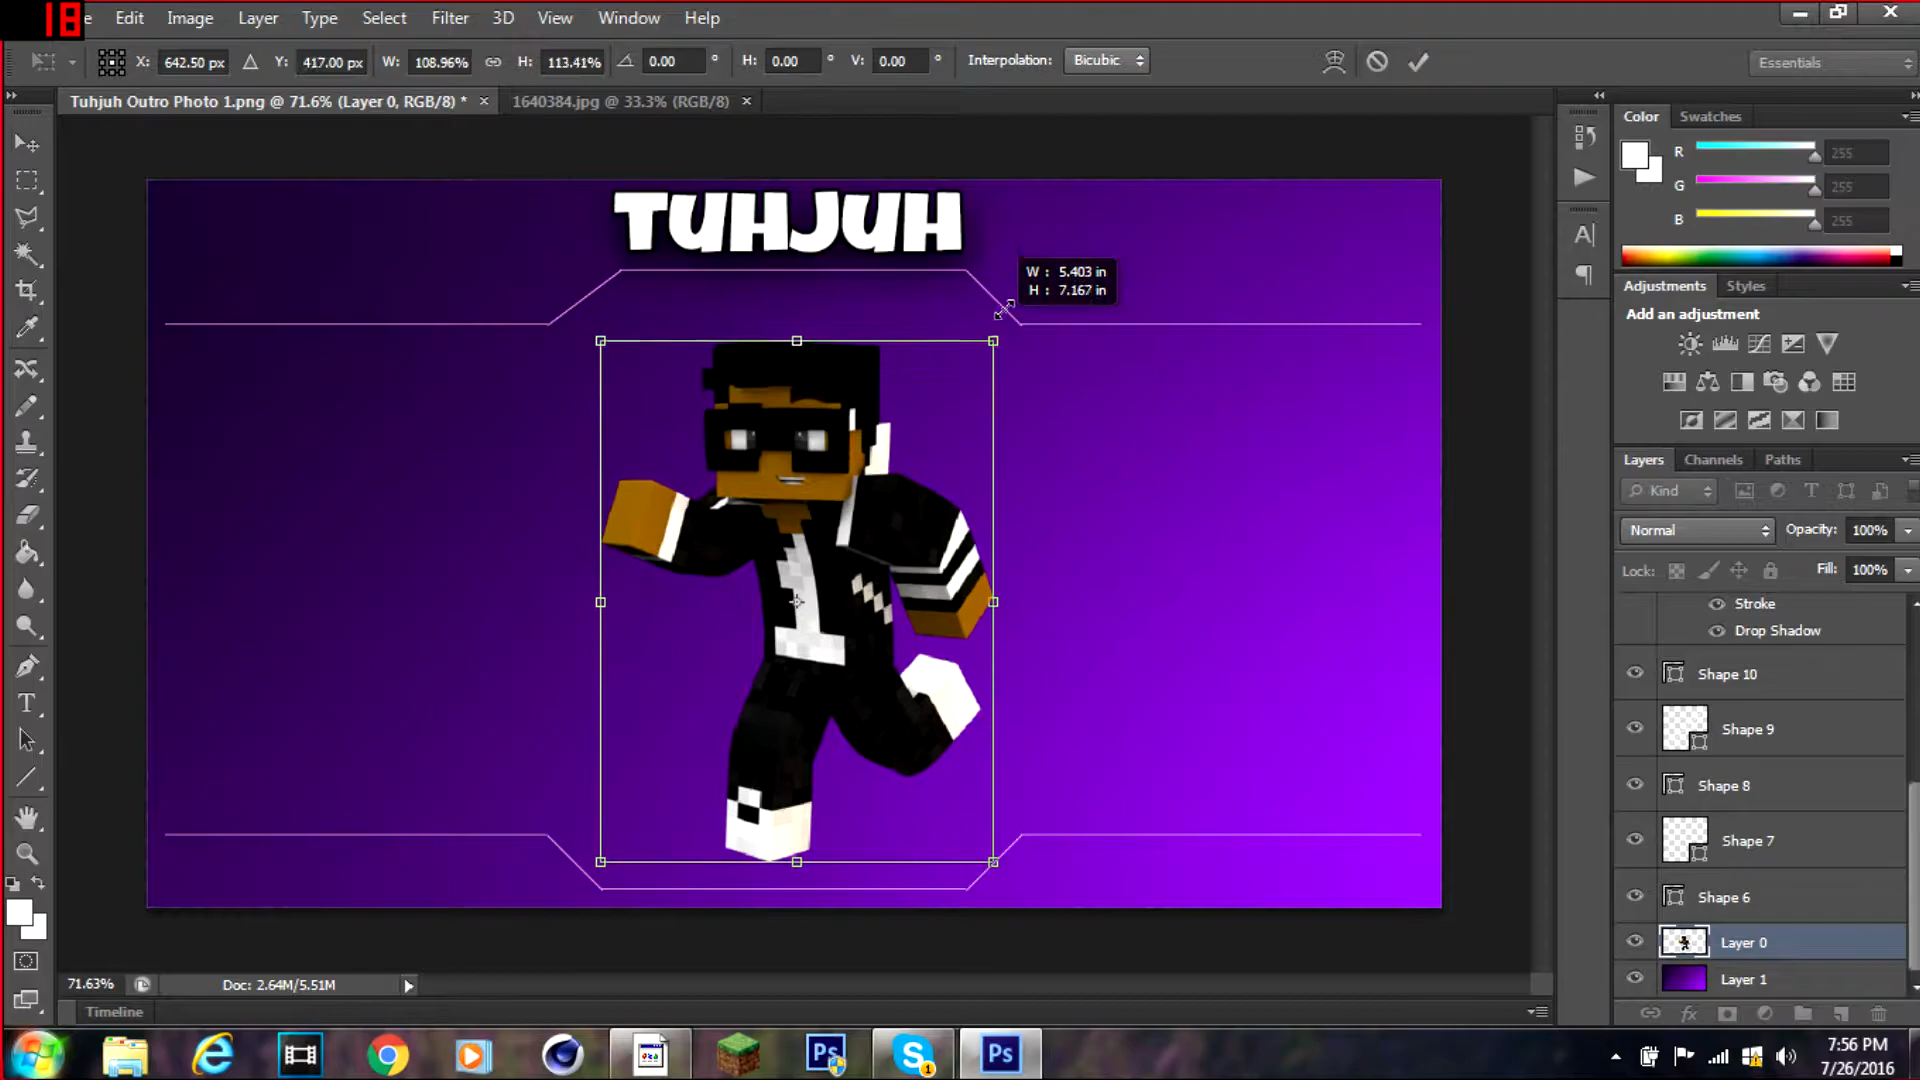 18
e Edit Image Layer Type Select Filter 3D View Window Help
X: 642.50 px Y: 417.00 px W: 108.96% H: 113.41% 0.00 ° H: 0.00 ° V: 0.00 ° Interpolation: Bicubic Essentials
Tuhjuh Outro Photo 1.png @ 71.6% (Layer 0, RGB/8) * × 1640384.jpg @ 33.3% (RGB/8) ×
Color Swatches
R 255
G 255
B 255
TUHJUH
W : 5.403 in
H : 7.167 in
Adjustments Styles
Add an adjustment
Layers Channels Paths
Kind
Normal Opacity: 100%
Lock: Fill: 100%
Stroke
Drop Shadow
Shape 10
Shape 9
Shape 8
Shape 7
Shape 6
Layer 0
Layer 1
71.63% Doc: 2.64M/5.51M
Timeline
Ps S 1 Ps
7:56 PM
7/26/2016